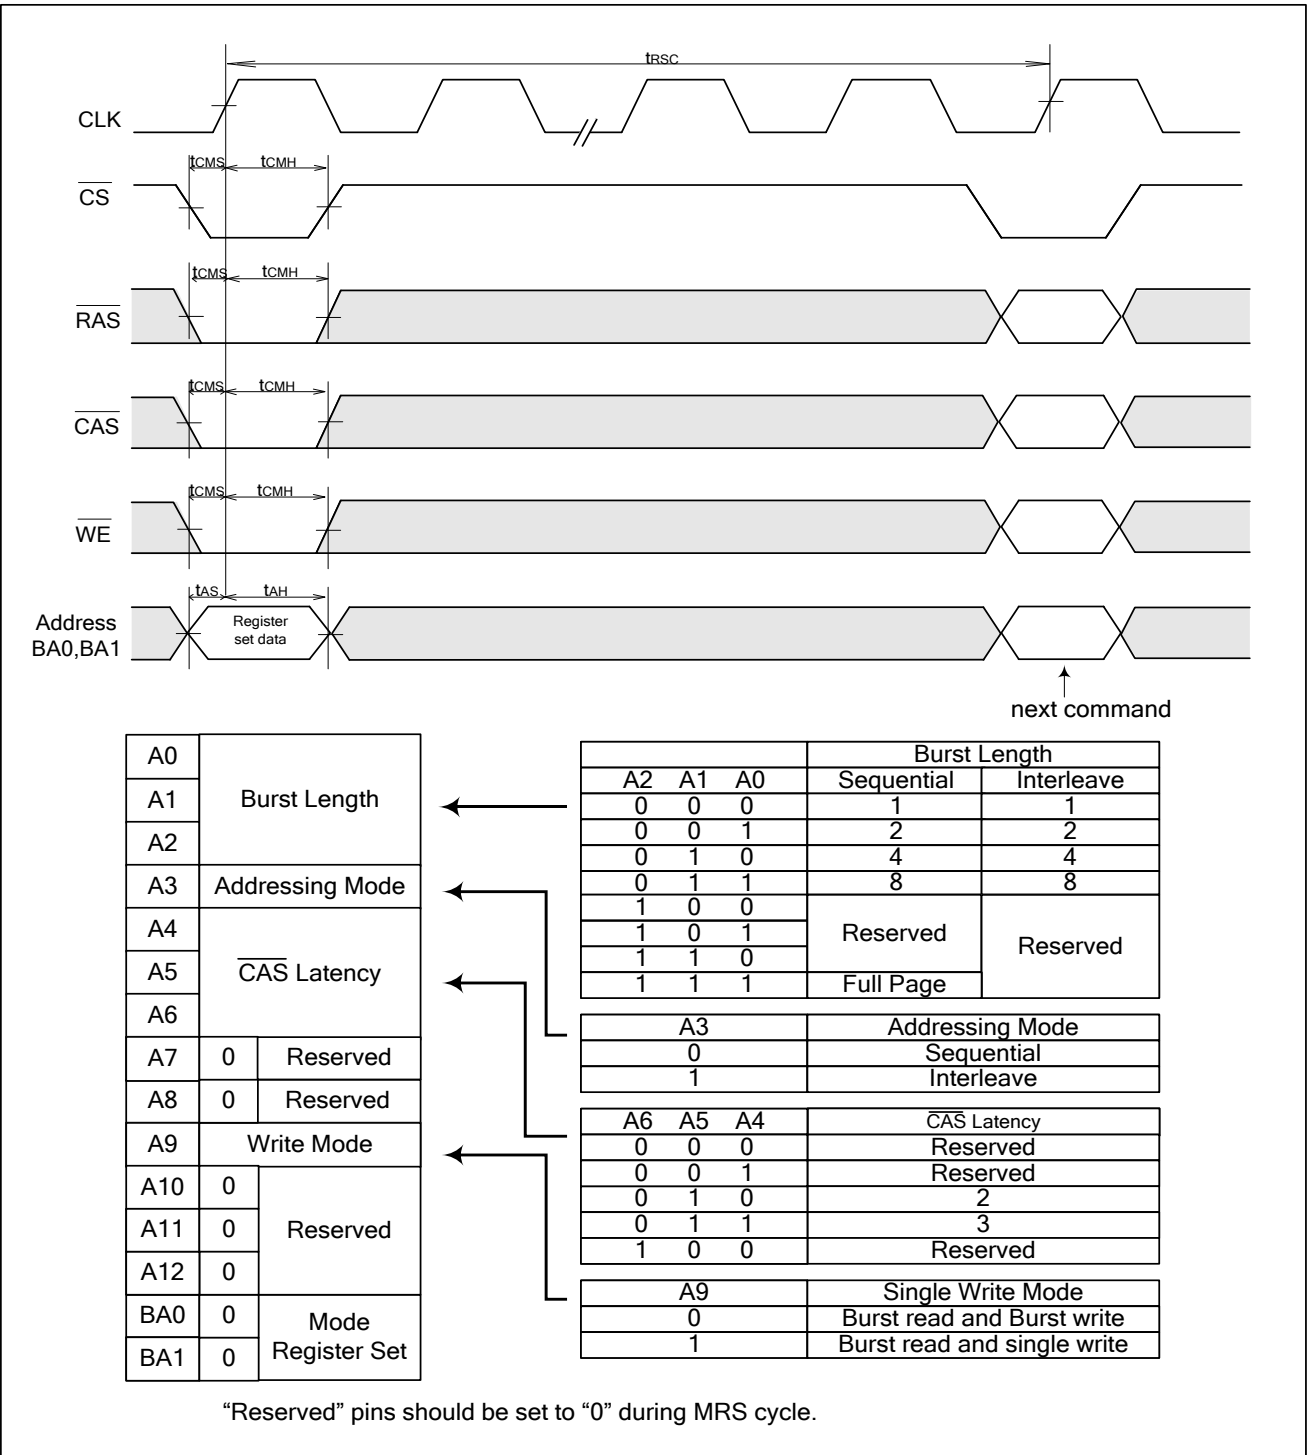 tRSC
CLK
tCMS tCMH
CS
tCMS tCMH
RAS
tCMS tCMH
CAS
tCMS tCMH
WE
tAS tAH
Address
BA0,BA1
Register
set data
next command
A0
A1
A2
Burst Length
A3 Addressing Mode
A4
A5
A6
CAS Latency
A7 0 Reserved
A8 0 Reserved
A9 Write Mode
A10 0
A11 0
A12 0
Reserved
BA0 0
BA1 0
Mode
Register Set
Burst Length
A2 A1 A0 Sequential Interleave
0 0 0 1 1
0 0 1 2 2
0 1 0 4 4
0 1 1 8 8
1 0 0
1 0 1
1 1 0
Reserved
Reserved
1 1 1 Full Page
A3 Addressing Mode
0 Sequential
1 Interleave
A6 A5 A4 CAS Latency
0 0 0 Reserved
0 0 1 Reserved
0 1 0 2
0 1 1 3
1 0 0 Reserved
A9 Single Write Mode
0 Burst read and Burst write
1 Burst read and single write
“Reserved” pins should be set to “0” during MRS cycle.